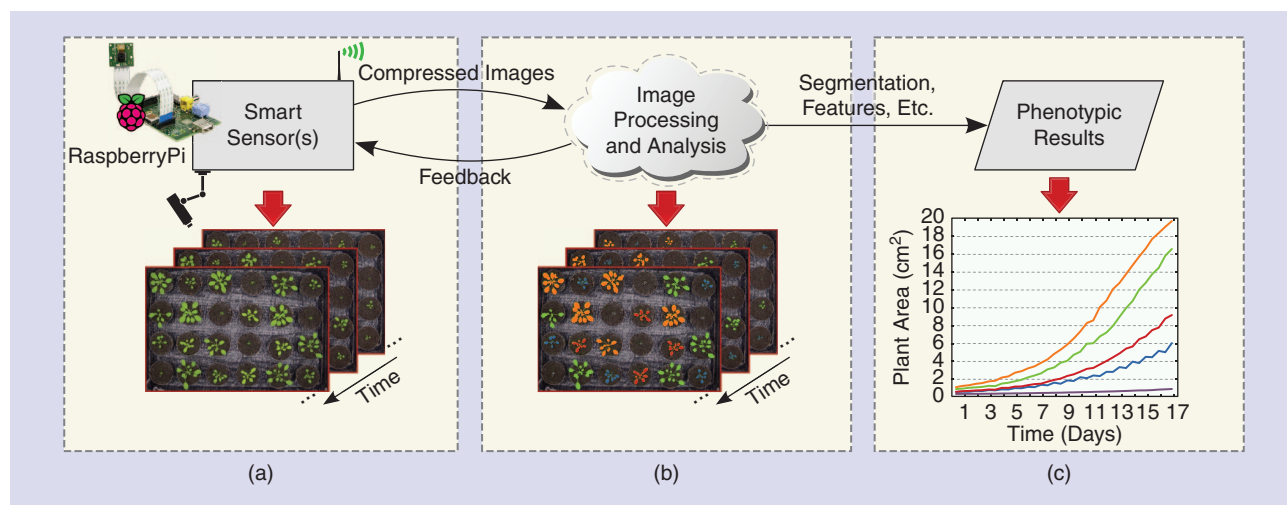 RaspberryPi
Smart
Sensor(s)
Compressed Images
Feedback
Time
...
...
(a)
Image
Processing
and Analysis
Time
...
...
(b)
Segmentation,
Features, Etc.
Phenotypic
Results
Plant Area (cm²)
20
18
16
14
12
10
8
6
4
2
0
1 3 5 7 9 11 13 15 17
Time (Days)
(c)